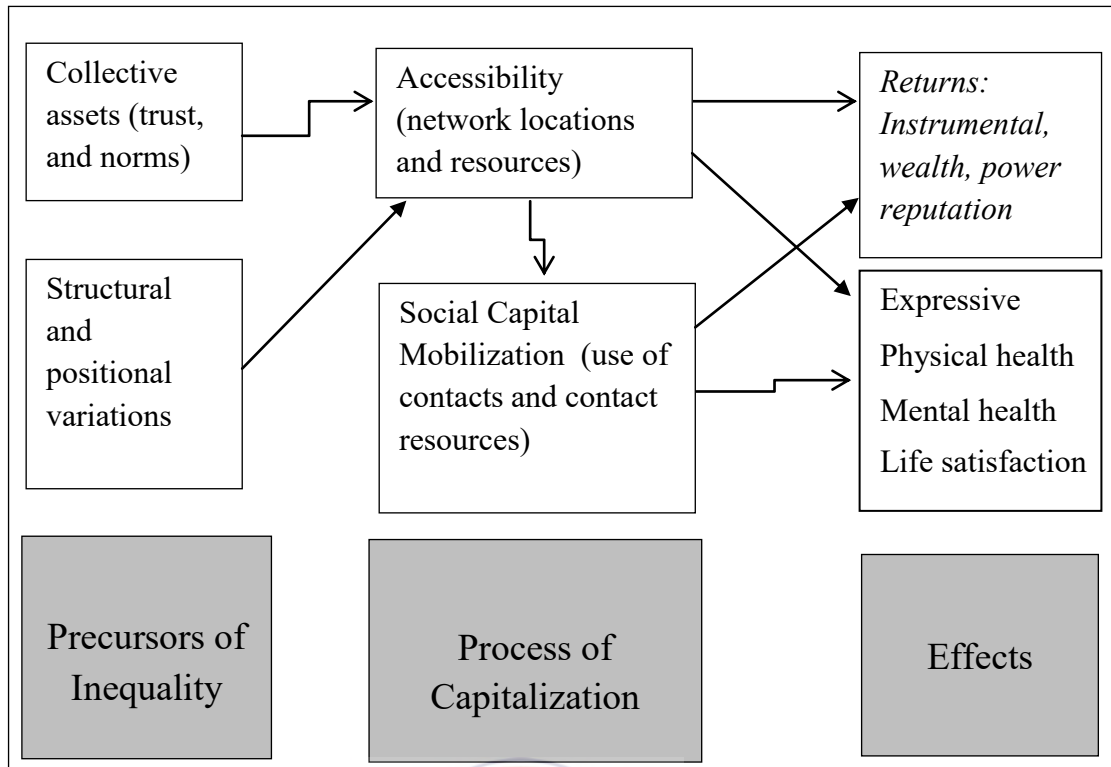 Collective
assets (trust,
and norms)
Structural
and
positional
variations
Accessibility
(network locations
and resources)
Social Capital
Mobilization (use of
contacts and contact
resources)
Returns:
Instrumental,
wealth, power
reputation
Expressive
Physical health
Mental health
Life satisfaction
Precursors of
Inequality
Process of
Capitalization
Effects